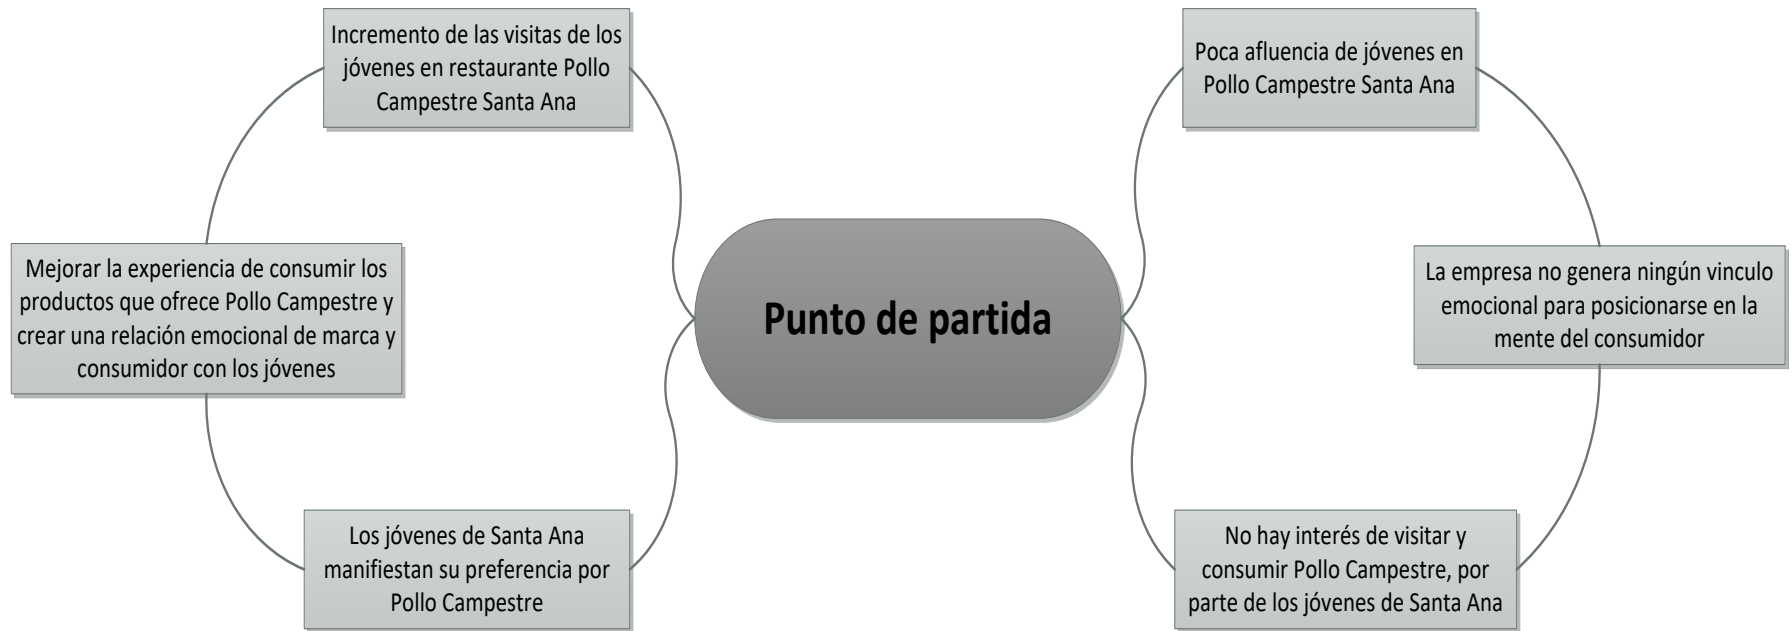 Incremento de las visitas de los
jóvenes en restaurante Pollo
Campestre Santa Ana
Poca afluencia de jóvenes en
Pollo Campestre Santa Ana
Mejorar la experiencia de consumir los
productos que ofrece Pollo Campestre y
crear una relación emocional de marca y
consumidor con los jóvenes
Punto de partida
La empresa no genera ningún vinculo
emocional para posicionarse en la
mente del consumidor
Los jóvenes de Santa Ana
manifiestan su preferencia por
Pollo Campestre
No hay interés de visitar y
consumir Pollo Campestre, por
parte de los jóvenes de Santa Ana